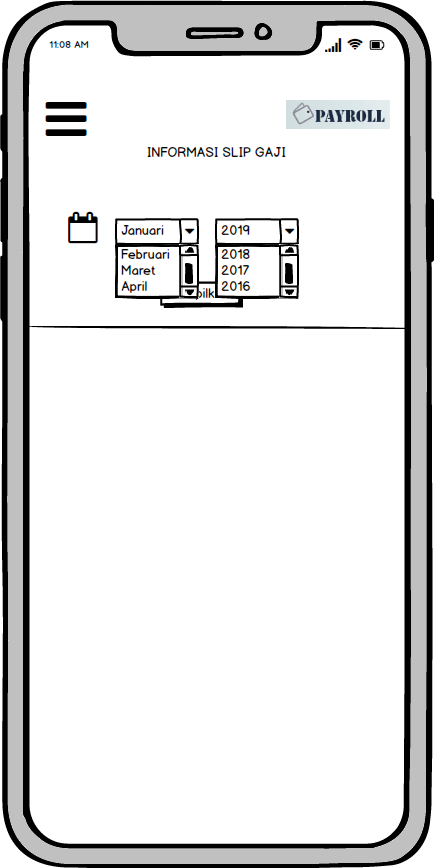 11:08 AM
PAYROLL
INFORMASI SLIP GAJI
Januari 2019
Februari 2018
Maret 2017
April 2016